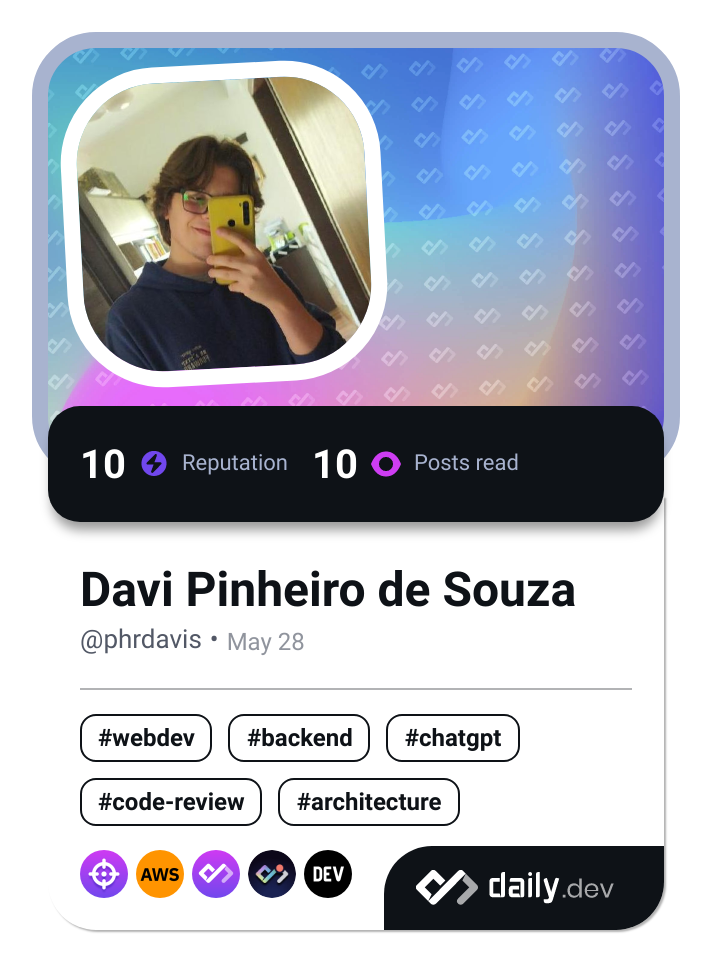 10 Reputation 10 Posts read
Davi Pinheiro de Souza
@phrdavis • May 28
#webdev #backend #chatgpt
#code-review #architecture
AWS DEV daily.dev